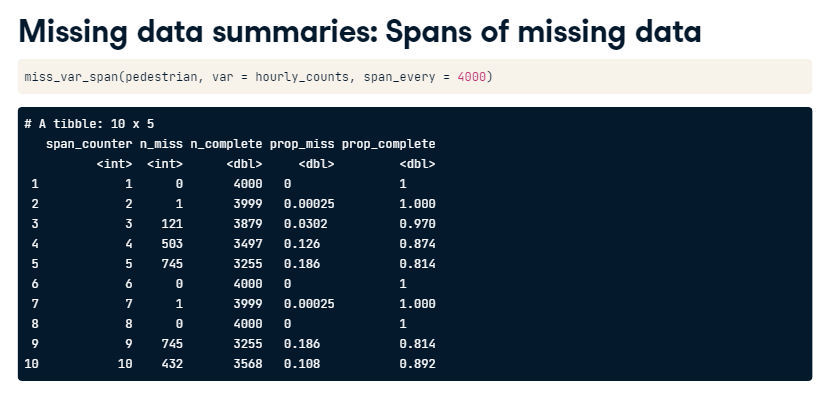 Missing data summaries: Spans of missing data
miss_var_span(pedestrian, var = hourly_counts, span_every = 4000)
# A tibble: 10 x 5
   span_counter n_miss n_complete prop_miss prop_complete
          <int>  <int>      <dbl>     <dbl>         <dbl>
 1            1      0       4000   0               1
 2            2      1       3999   0.00025         1.000
 3            3    121       3879   0.0302          0.970
 4            4    503       3497   0.126           0.874
 5            5    745       3255   0.186           0.814
 6            6      0       4000   0               1
 7            7      1       3999   0.00025         1.000
 8            8      0       4000   0               1
 9            9    745       3255   0.186           0.814
10           10    432       3568   0.108           0.892